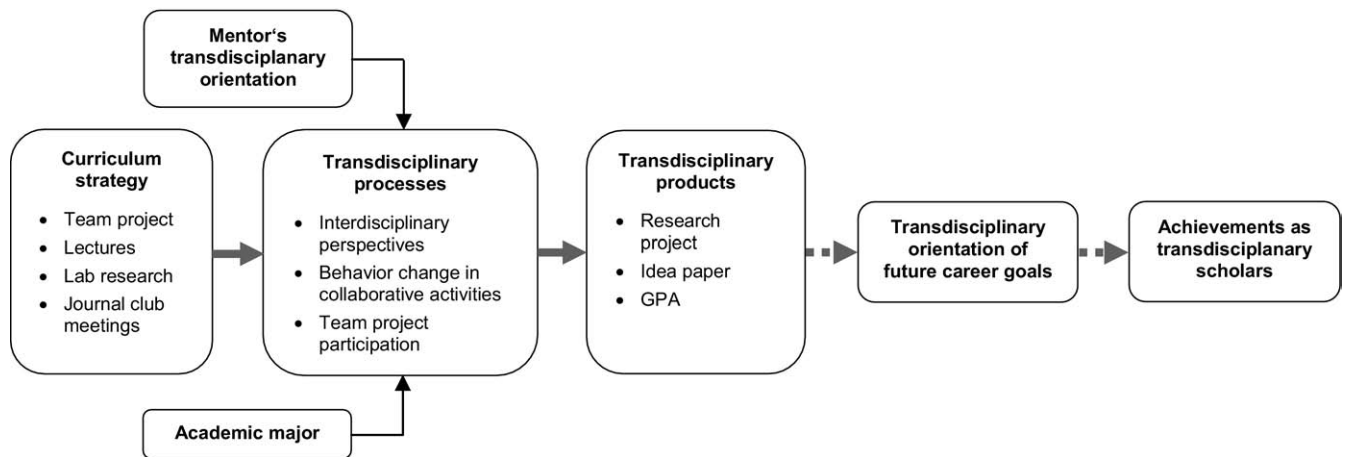 Mentor‘s
transdisciplanary
orientation
Curriculum
strategy
• Team project
• Lectures
• Lab research
• Journal club
meetings
Transdisciplinary
processes
• Interdisciplinary
perspectives
• Behavior change in
collaborative activities
• Team project
participation
Transdisciplinary
products
• Research
project
• Idea paper
• GPA
Transdisciplinary
orientation of
future career goals
Achievements as
transdisciplanary
scholars
Academic major